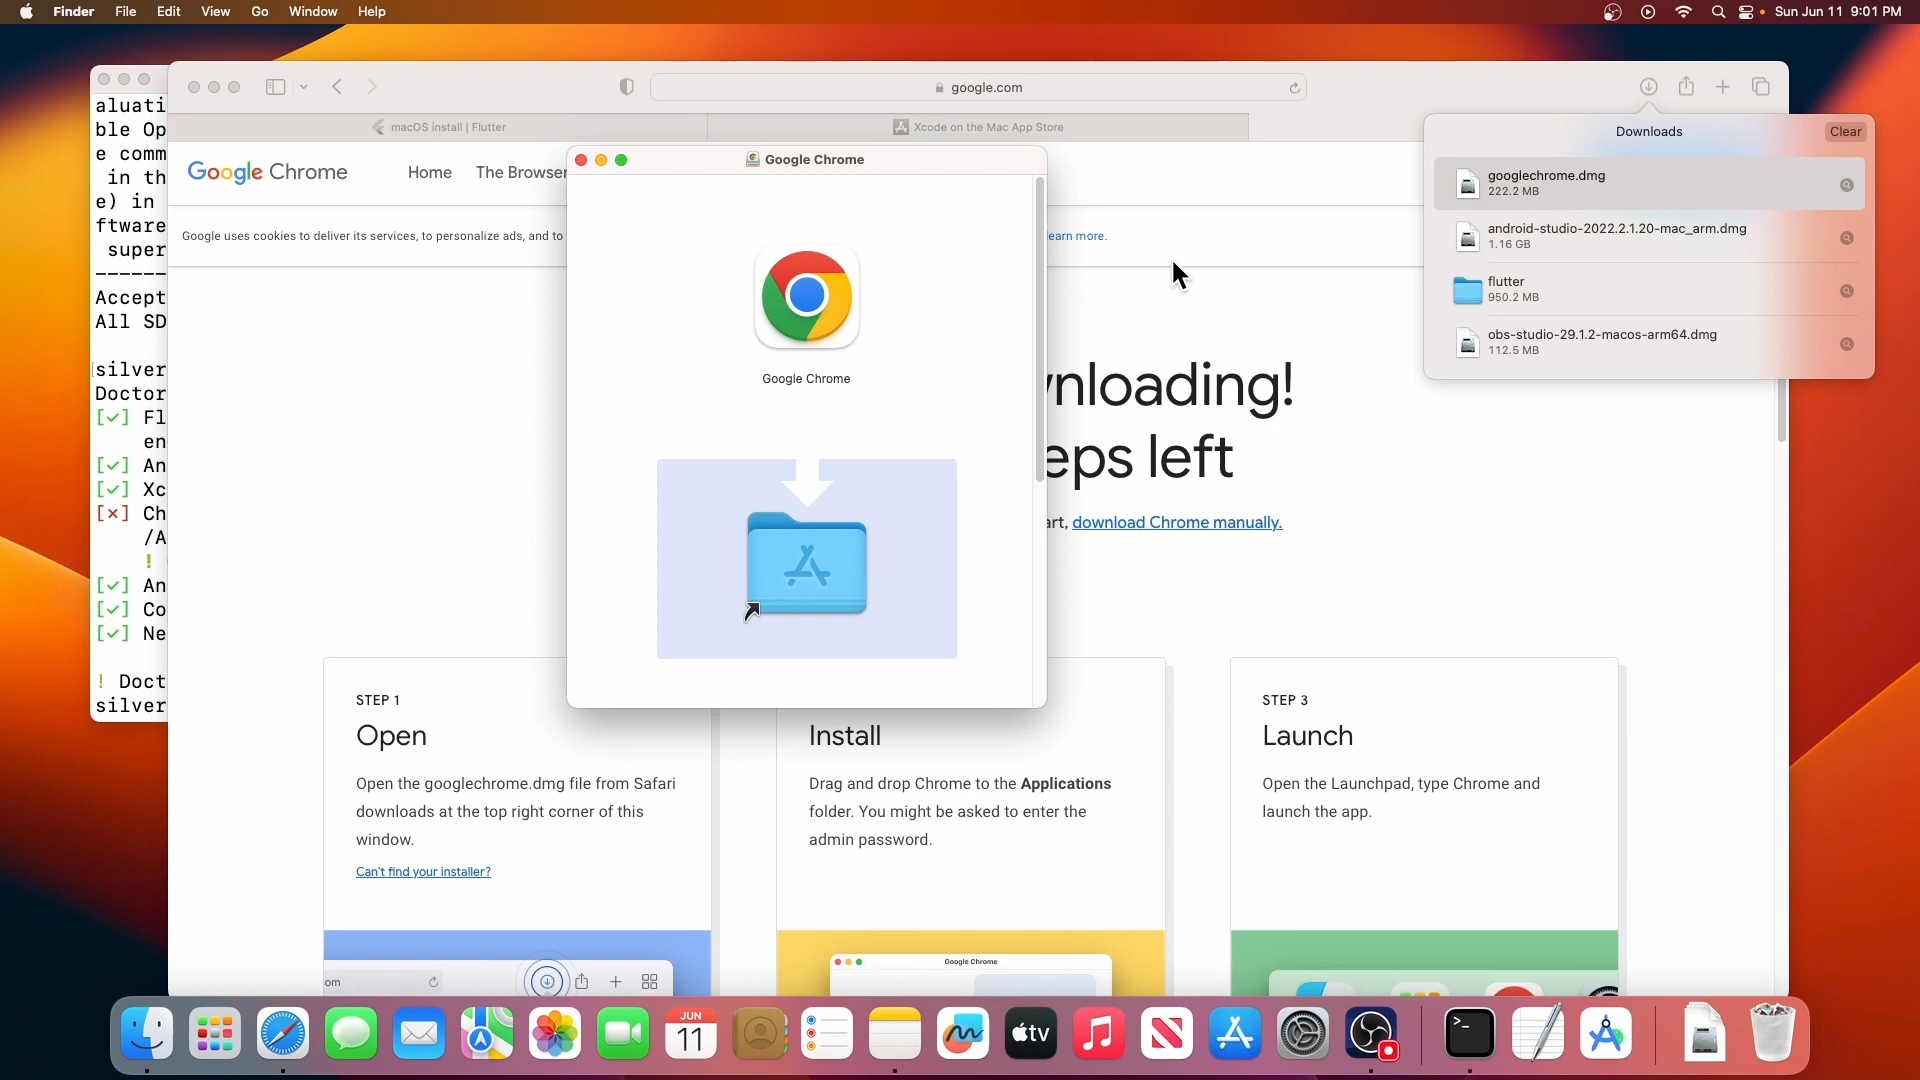 Finder File Edit View Go Window Help
Sun Jun 11 9:01 PM
google.com
macOS install | Flutter
Xcode on the Mac App Store
Downloads
Clear
googlechrome.dmg
222.2 MB
android-studio-2022.2.1.20-mac_arm.dmg
1.16 GB
flutter
950.2 MB
obs-studio-29.1.2-macos-arm64.dmg
112.5 MB
aluati
ble Op
e comm
in th
e) in
ftware
super
------
Accept
All SD
[silver
Doctor
[✓] Fl
en
[✓] An
[✓] Xc
[✗] Ch
/A
!
[✓] An
[✓] Co
[✓] Ne
! Doct
silver
Google Chrome
Home The Browser
Google uses cookies to deliver its services, to personalize ads, and to
earn more.
Google Chrome
Google Chrome
nloading!
eps left
art, download Chrome manually.
STEP 1
Open
Open the googlechrome.dmg file from Safari
downloads at the top right corner of this
window.
Can't find your installer?
Install
Drag and drop Chrome to the Applications
folder. You might be asked to enter the
admin password.
STEP 3
Launch
Open the Launchpad, type Chrome and
launch the app.
om
Google Chrome
JUN
11
tv
>_